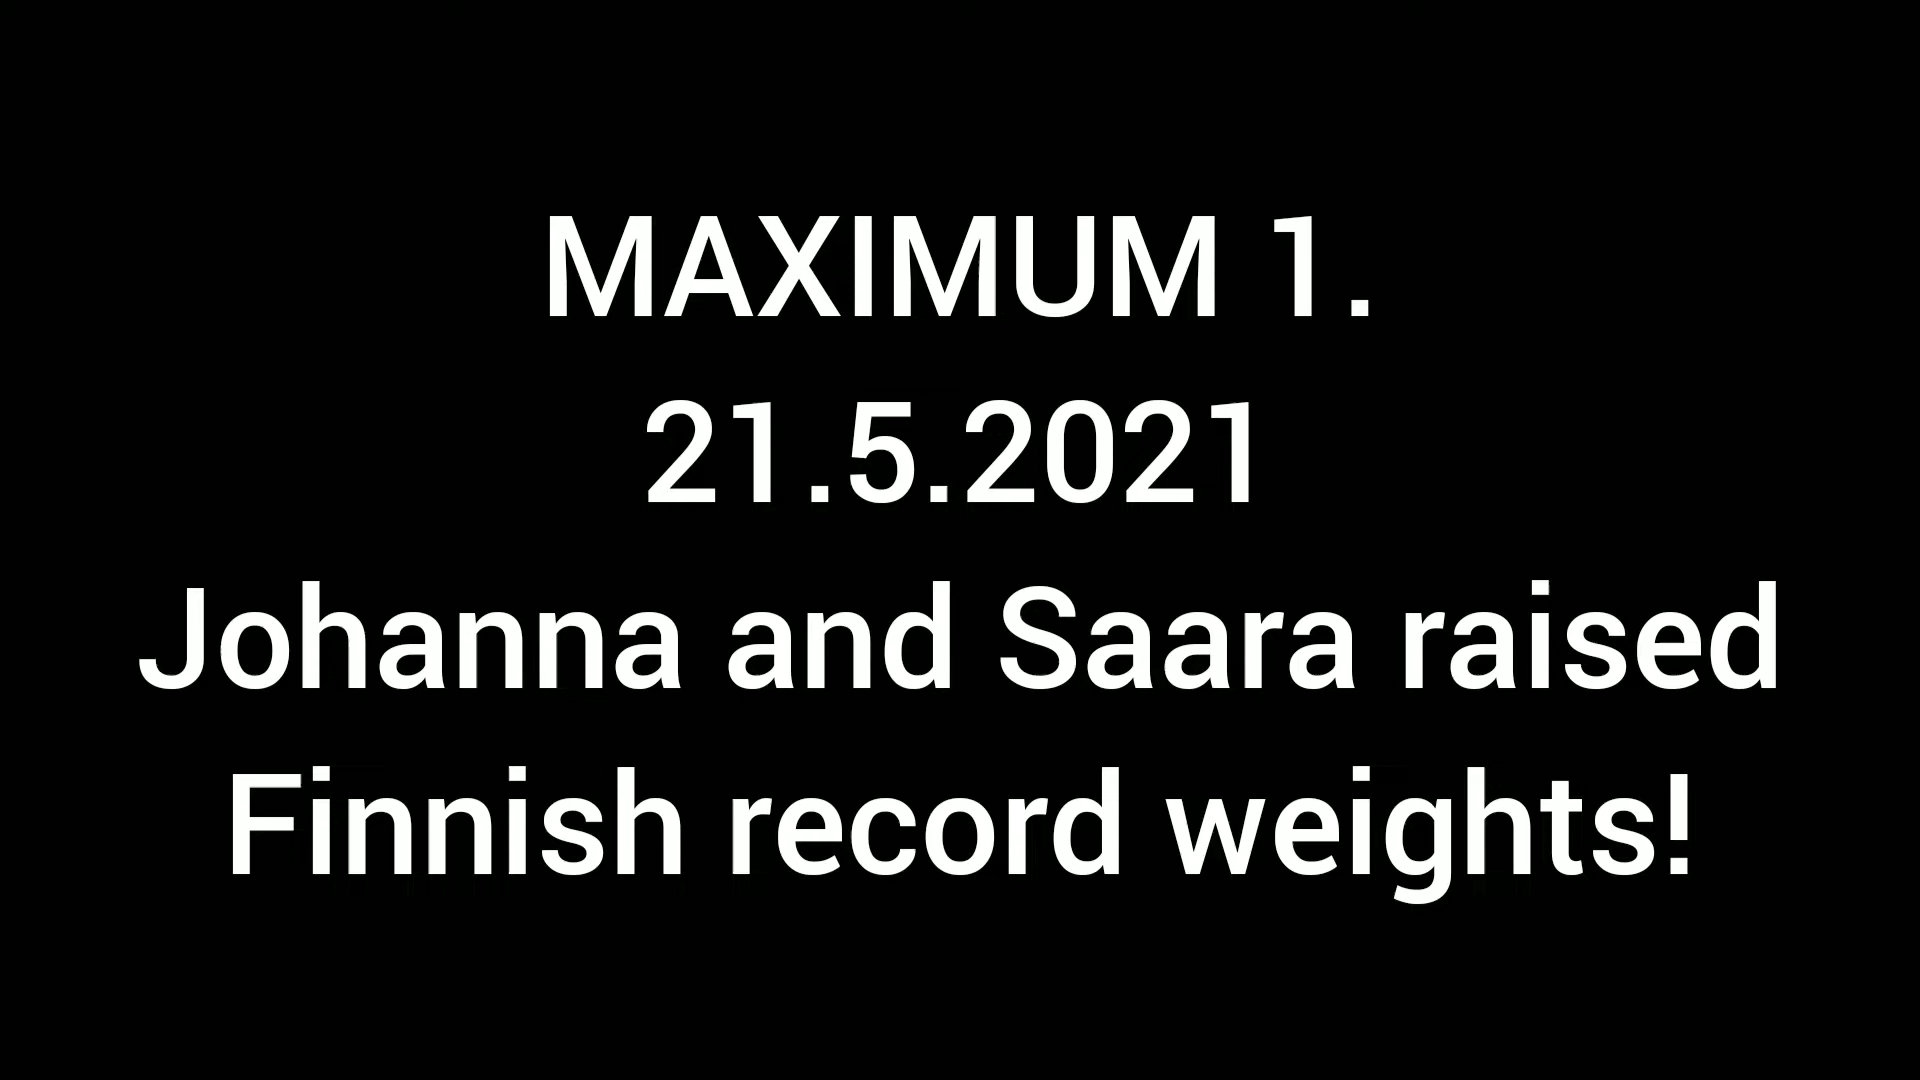 MAXIMUM 1.
21.5.2021
Johanna and Saara raised
Finnish record weights!